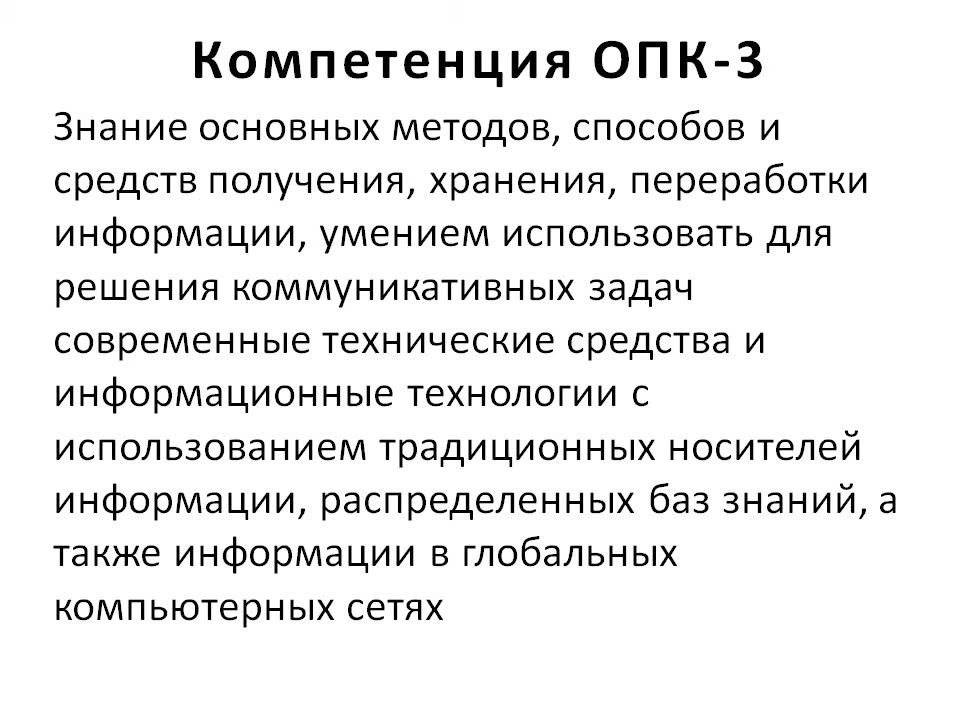 Компетенция ОПК-3
Знание основных методов, способов и
средств получения, хранения, переработки
информации, умением использовать для
решения коммуникативных задач
современные технические средства и
информационные технологии с
использованием традиционных носителей
информации, распределенных баз знаний, а
также информации в глобальных
компьютерных сетях